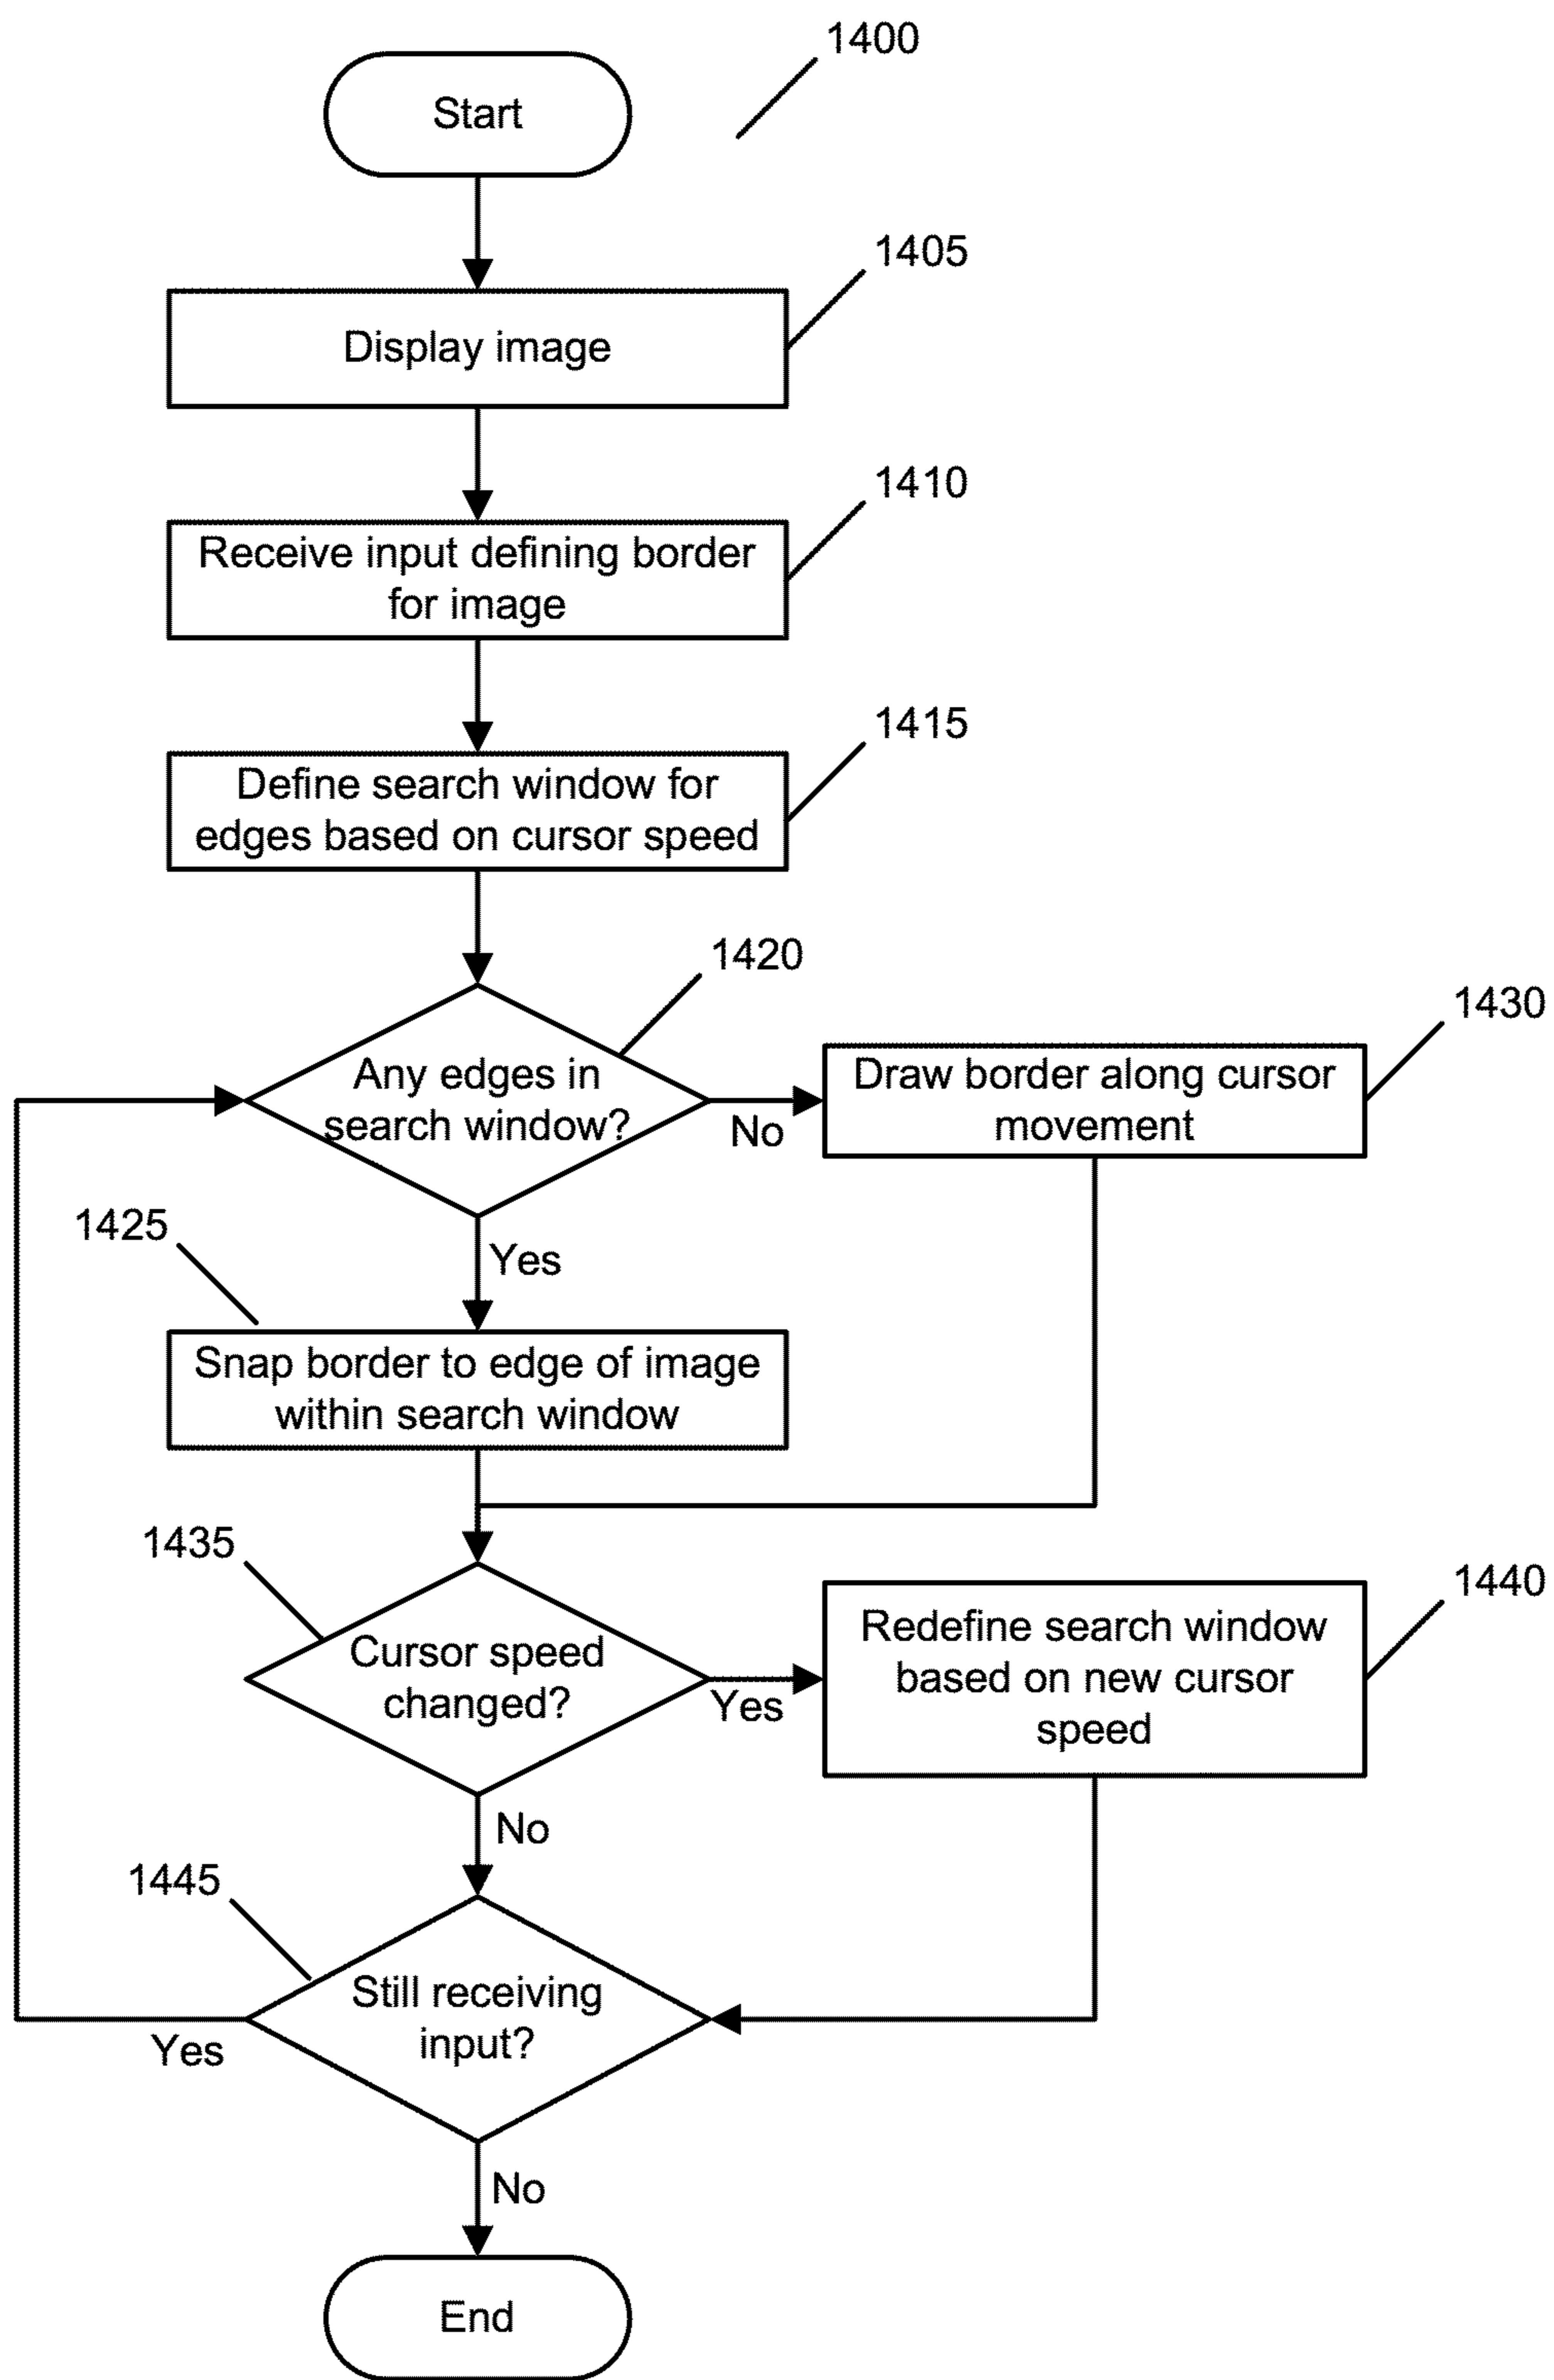 1400
Start
1405
Display image
1410
Receive input defining border
for image
1415
Define search window for
edges based on cursor speed
1420
Any edges in
search window?
No
1430
Draw border along cursor
movement
Yes
1425
Snap border to edge of image
within search window
1435
Cursor speed
changed?
Yes
1440
Redefine search window
based on new cursor
speed
No
1445
Still receiving
input?
Yes
No
End